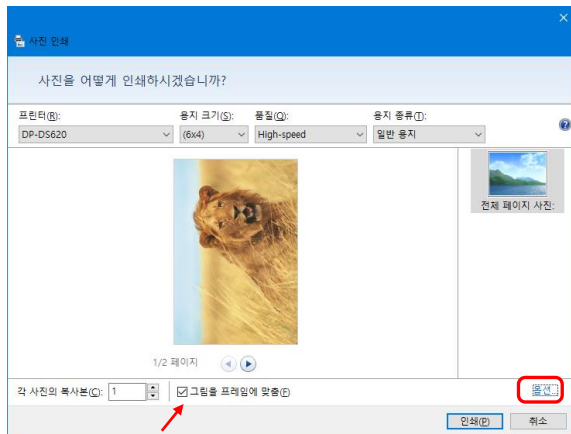 사진 인쇄
사진을 어떻게 인쇄하시겠습니까?
프린터(R): 용지 크기(S): 품질(Q): 용지 종류(T):
DP-DS620 (6x4) High-speed 일반 용지
전체 페이지 사진:
1/2 페이지
각 사진의 복사본(C): 1 그림을 프레임에 맞춤(F) 옵션...
인쇄(P) 취소